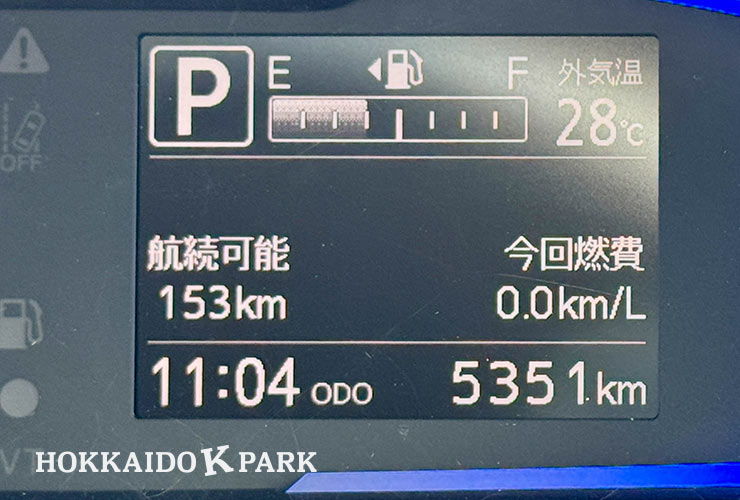 P E F 外気温
28℃
OFF
航続可能 今回燃費
153km 0.0km/L
11:04 ODO 5351km
HOKKAIDO K PARK